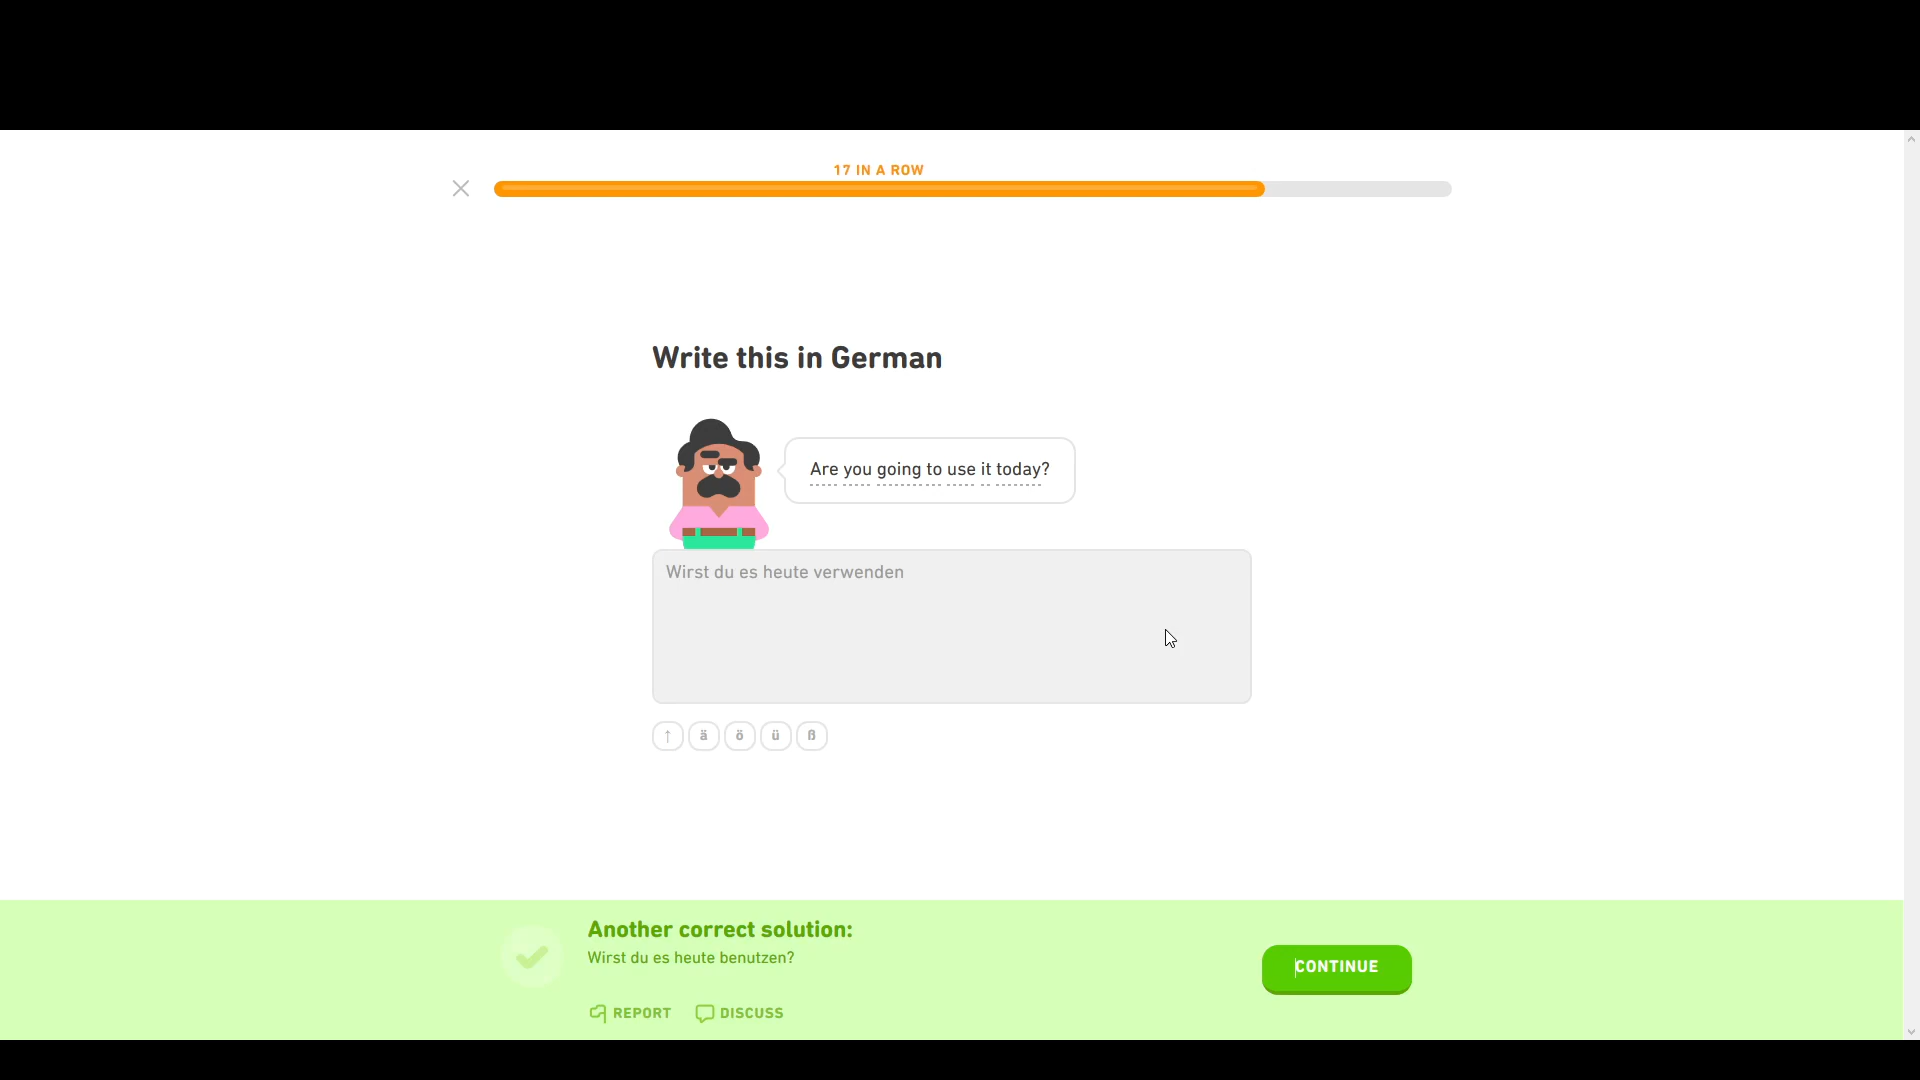 17 IN A ROW
Write this in German
Are you going to use it today?
Wirst du es heute verwenden
↑ ä ö ü ß
Another correct solution:
Wirst du es heute benutzen?
CONTINUE
REPORT DISCUSS